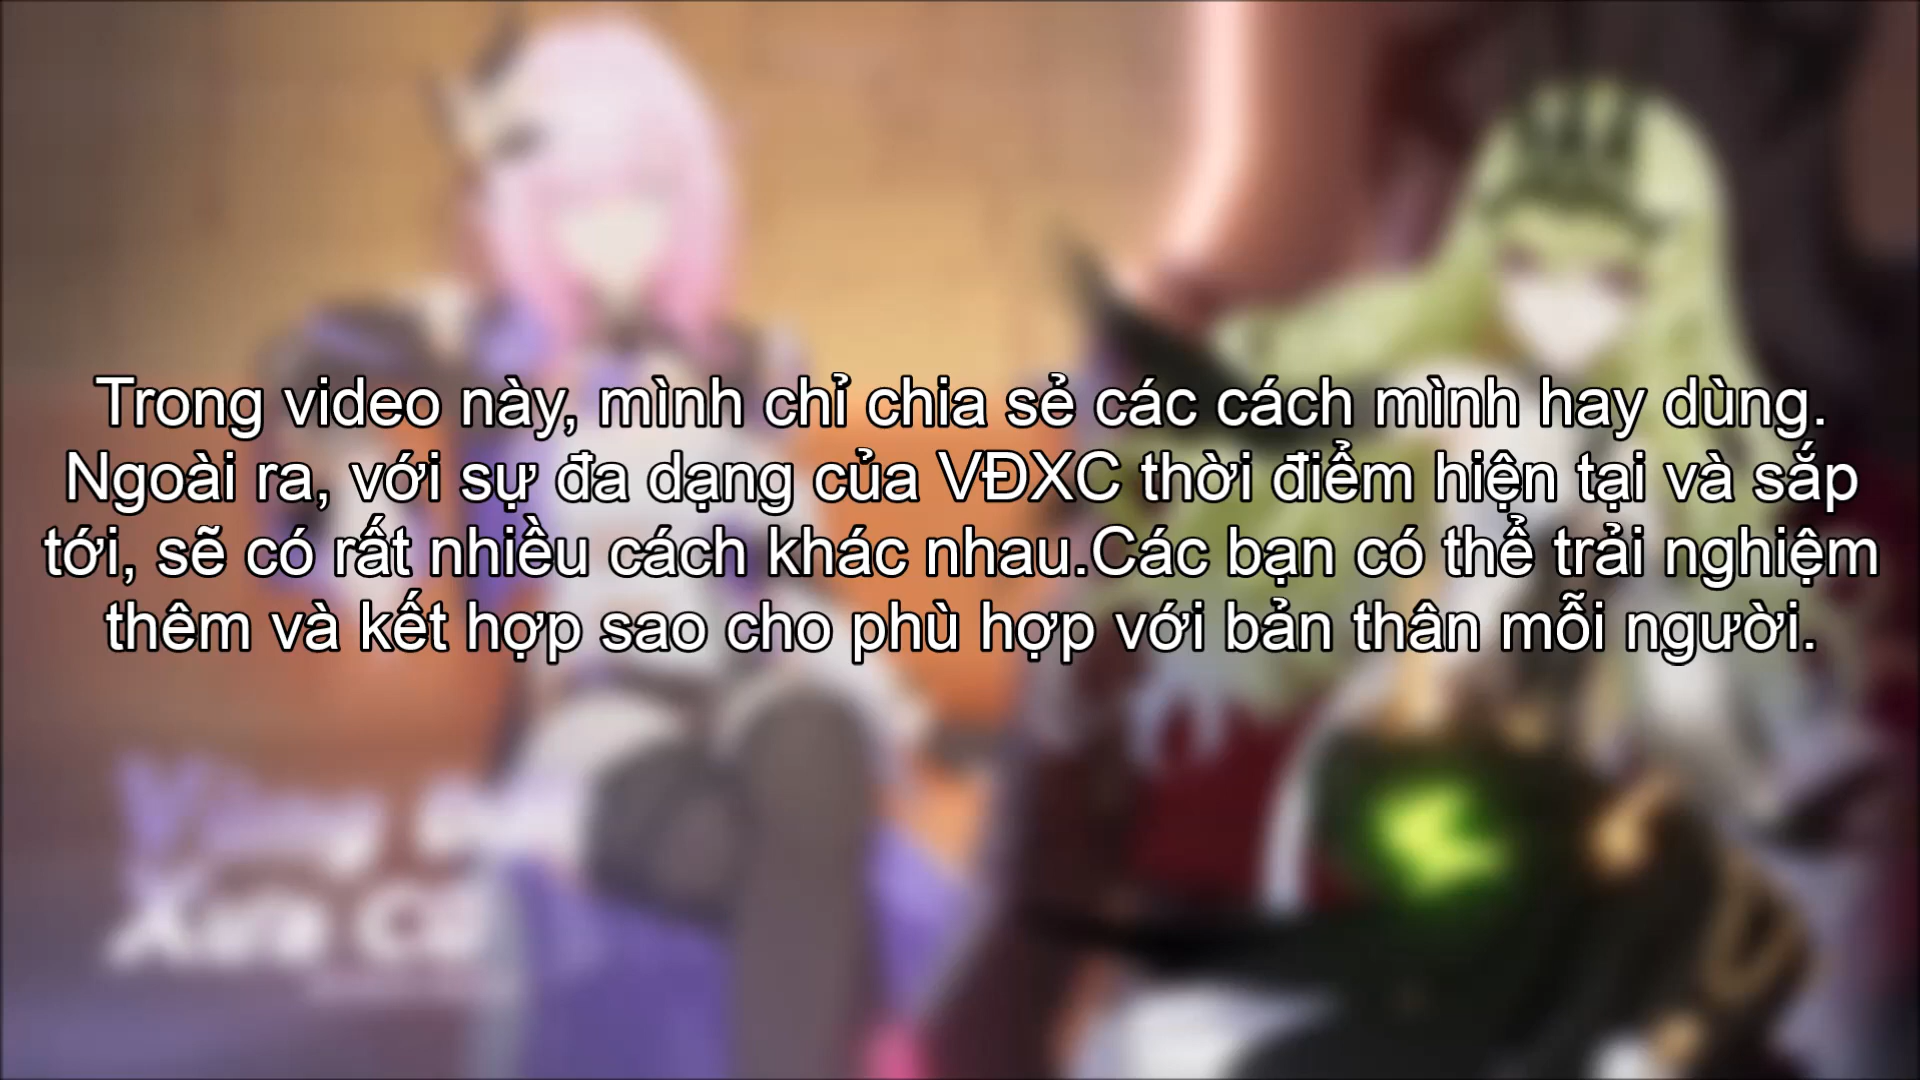 Trong video này, mình chỉ chia sẻ các cách mình hay dùng.
Ngoài ra, với sự đa dạng của VĐXC thời điểm hiện tại và sắp
tới, sẽ có rất nhiều cách khác nhau.Các bạn có thể trải nghiệm
thêm và kết hợp sao cho phù hợp với bản thân mỗi người.